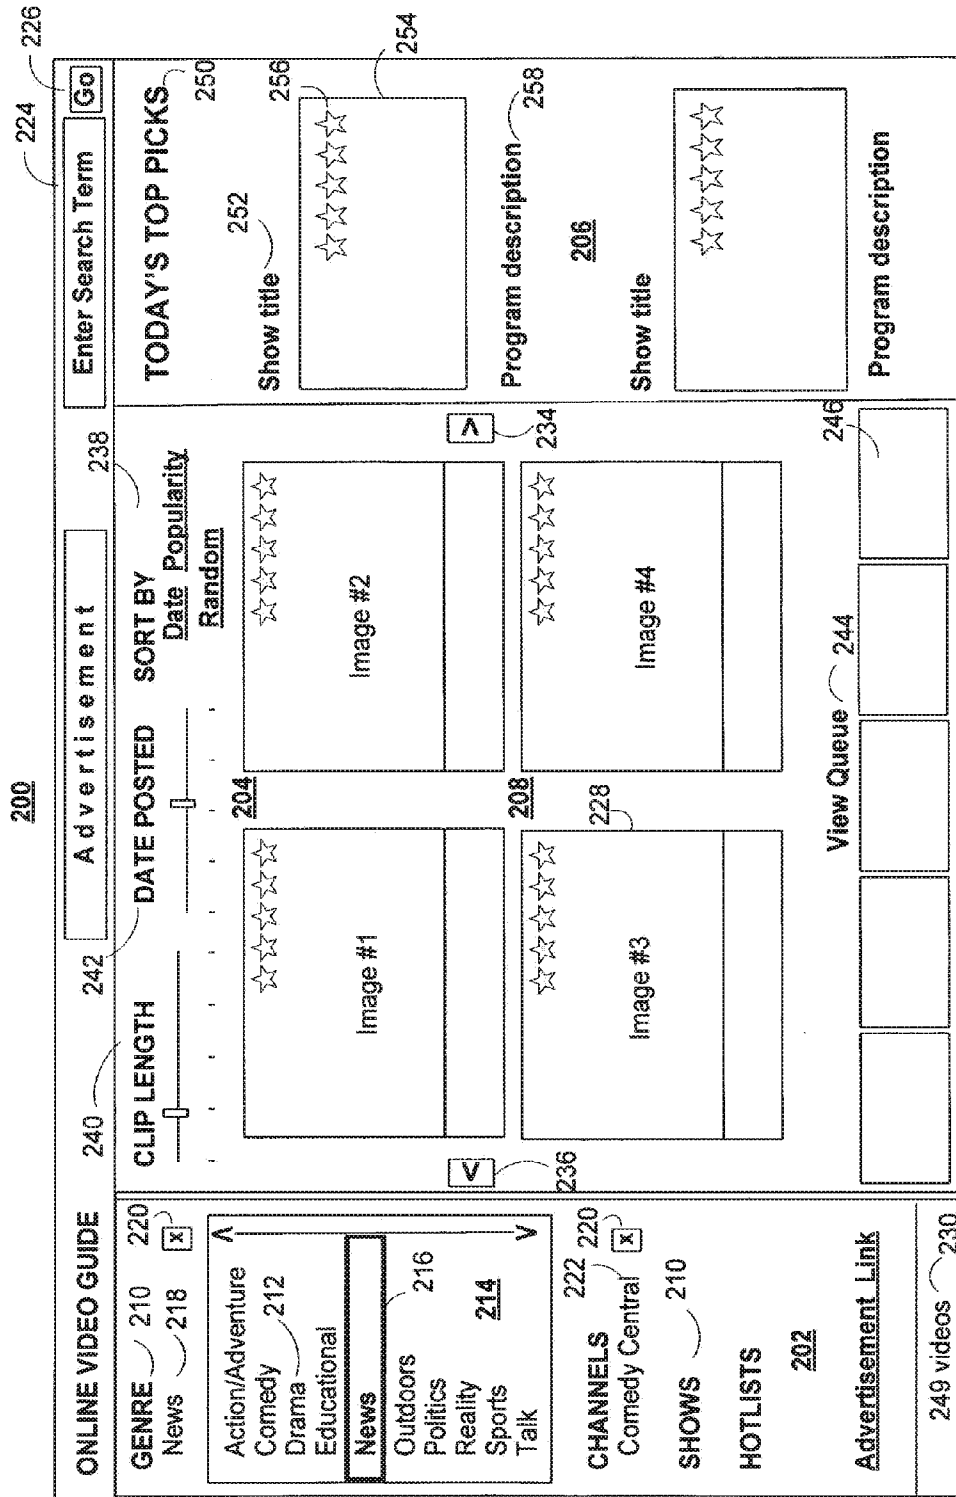 200
224
226
ONLINE VIDEO GUIDE
240
242
Advertisement
238
Enter Search Term
Go
GENRE 210
220
News 218
x
Action/Adventure
Comedy
Drama 212
Educational
News
216
Outdoors
Politics
Reality
Sports
Talk
214
CHANNELS
222
220
Comedy Central
x
SHOWS 210
HOTLISTS
202
Advertisement Link
249 videos 230
CLIP LENGTH
DATE POSTED
SORT BY
Date Popularity
Random
204
Image #1
Image #2
< 236
> 234
208
228
Image #3
Image #4
View Queue 244
246
TODAY'S TOP PICKS
250
252
Show title
256
254
Program description 258
206
Show title
Program description